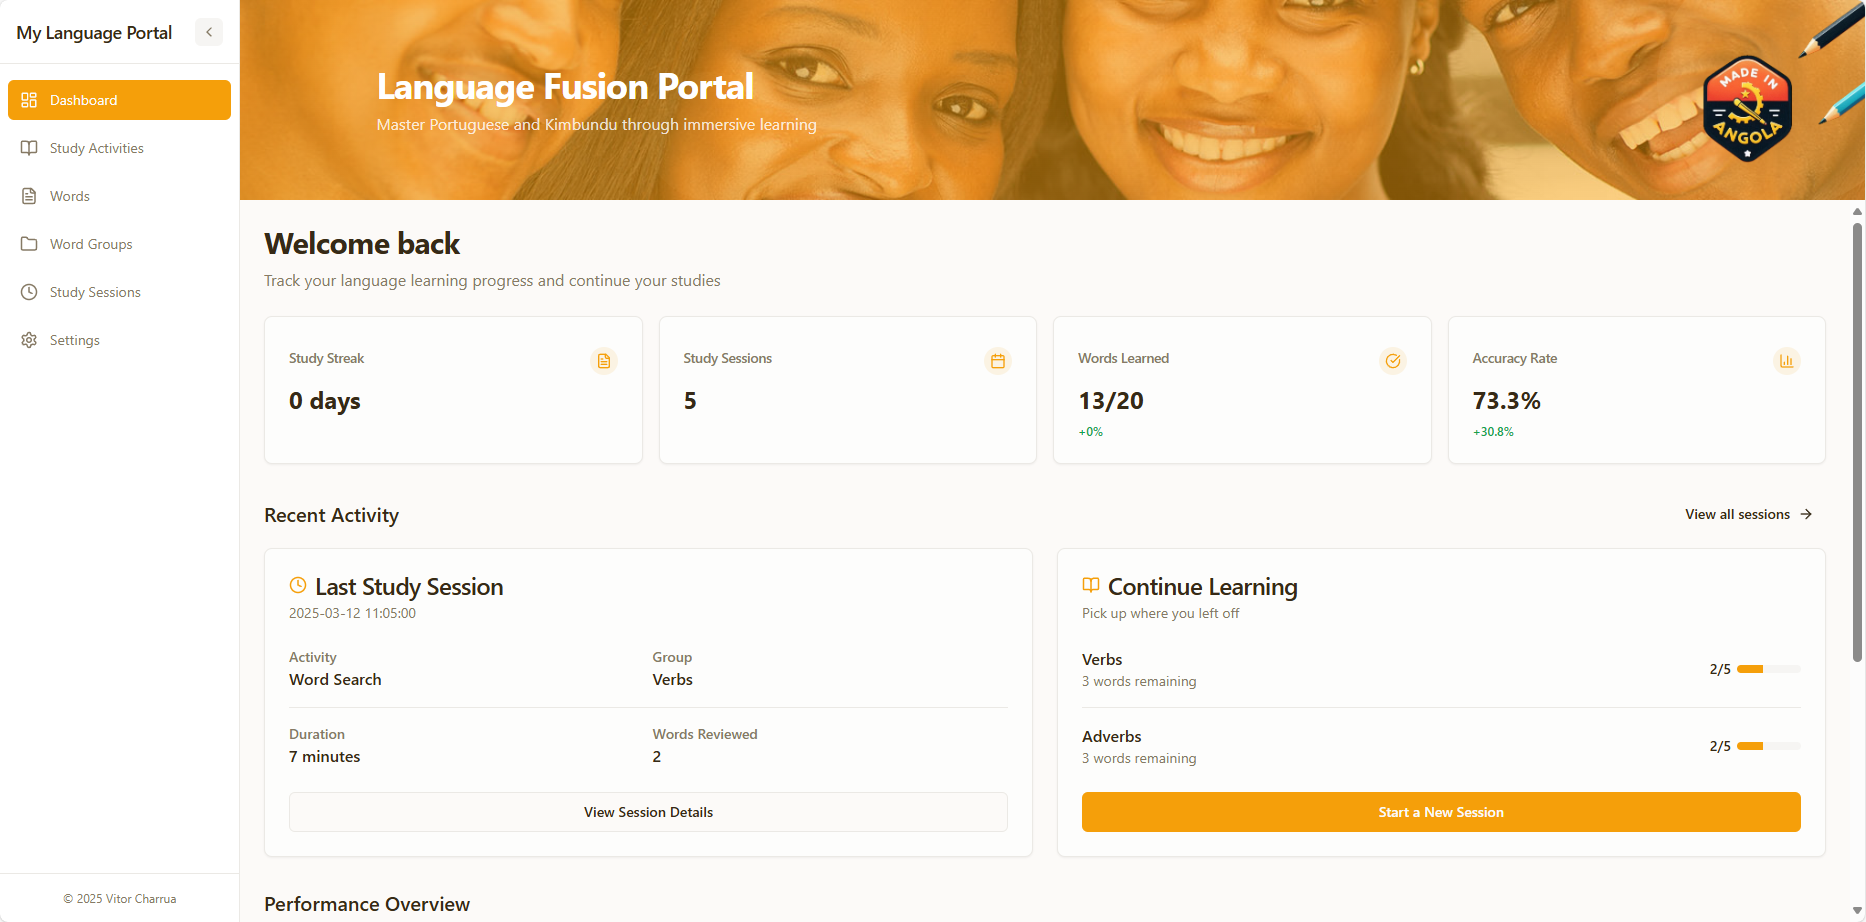 My Language Portal
Dashboard
Study Activities
Words
Word Groups
Study Sessions
Settings
© 2025 Vitor Charrua
Language Fusion Portal
Master Portuguese and Kimbundu through immersive learning
MADE IN
ANGOLA
Welcome back
Track your language learning progress and continue your studies
Study Streak
0 days
Study Sessions
5
Words Learned
13/20
+0%
Accuracy Rate
73.3%
+30.8%
Recent Activity
View all sessions
Last Study Session
2025-03-12 11:05:00
Activity
Word Search
Group
Verbs
Duration
7 minutes
Words Reviewed
2
View Session Details
Continue Learning
Pick up where you left off
Verbs
3 words remaining
2/5
Adverbs
3 words remaining
2/5
Start a New Session
Performance Overview